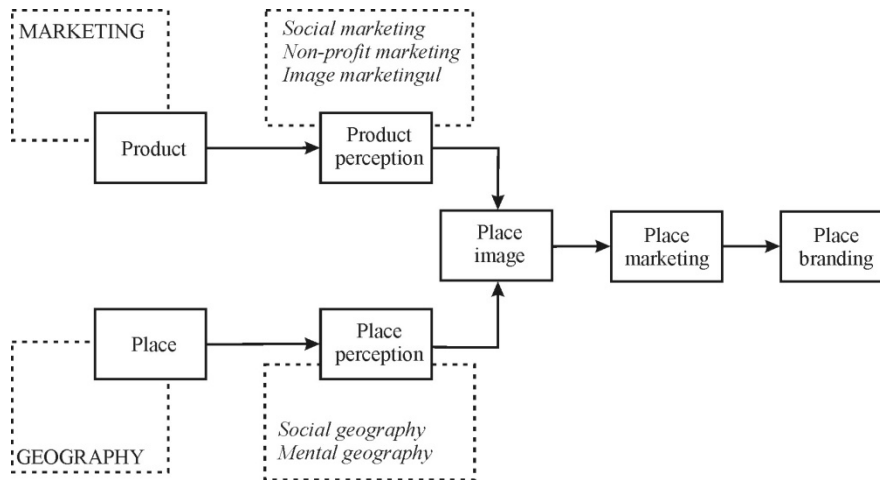 MARKETING
Social marketing
Non-profit marketing
Image marketingul
Product
Product
perception
Place
image
Place
marketing
Place
branding
Place
Place
perception
Social geography
Mental geography
GEOGRAPHY